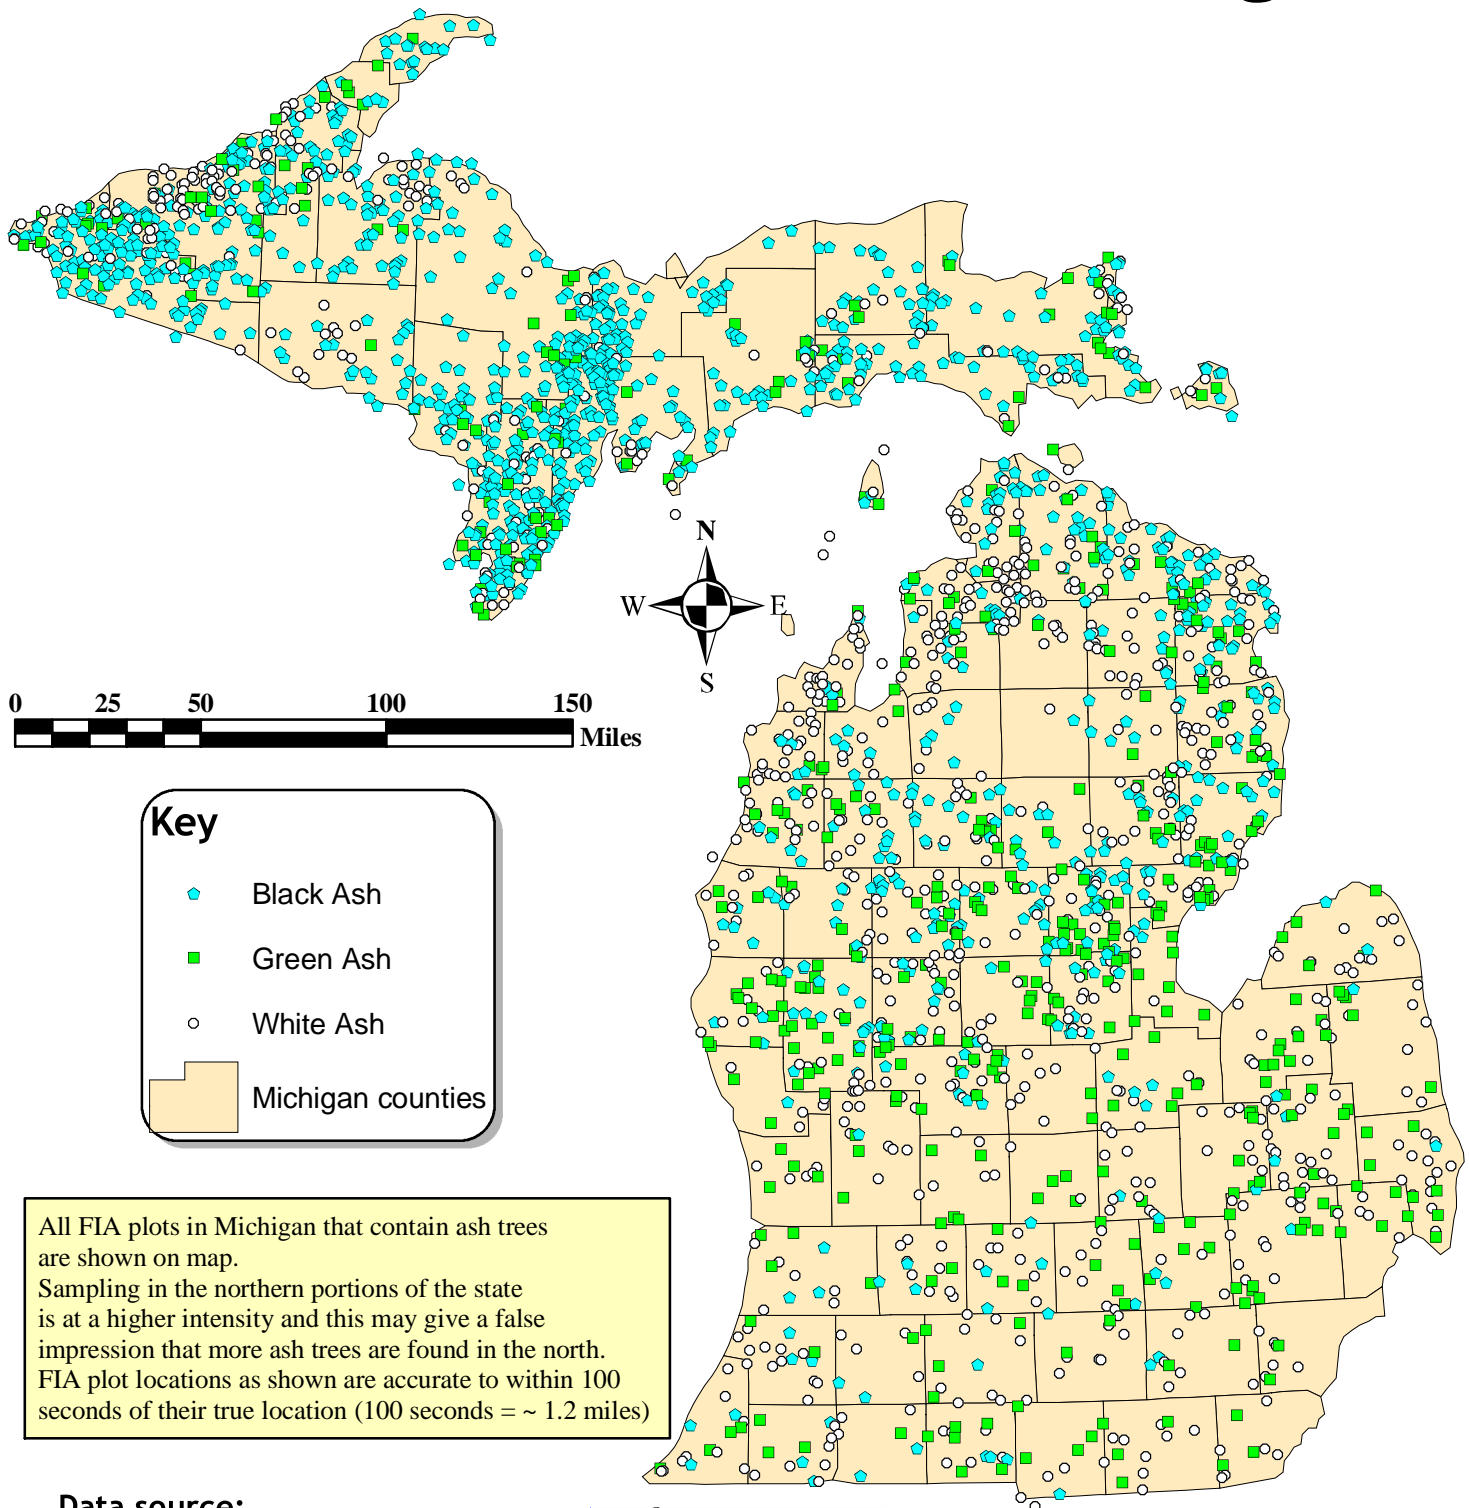 N
W
E
S
0 25 50 100 150
Miles
Key
Black Ash
Green Ash
White Ash
Michigan counties
All FIA plots in Michigan that contain ash trees
are shown on map.
Sampling in the northern portions of the state
is at a higher intensity and this may give a false
impression that more ash trees are found in the north.
FIA plot locations as shown are accurate to within 100
seconds of their true location (100 seconds = ~ 1.2 miles)
Data source: